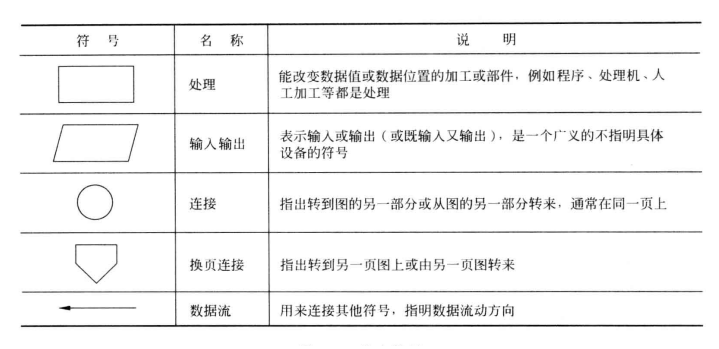 符 号 名 称 说 明
处理 能改变数据值或数据位置的加工或部件，例如程序、处理机、人
工加工等都是处理
输入输出 表示输入或输出（或既输入又输出），是一个广义的不指明具体
设备的符号
连接 指出转到图的另一部分或从图的另一部分转来，通常在同一页上
换页连接 指出转到另一页图上或由另一页图转来
数据流 用来连接其他符号，指明数据流动方向